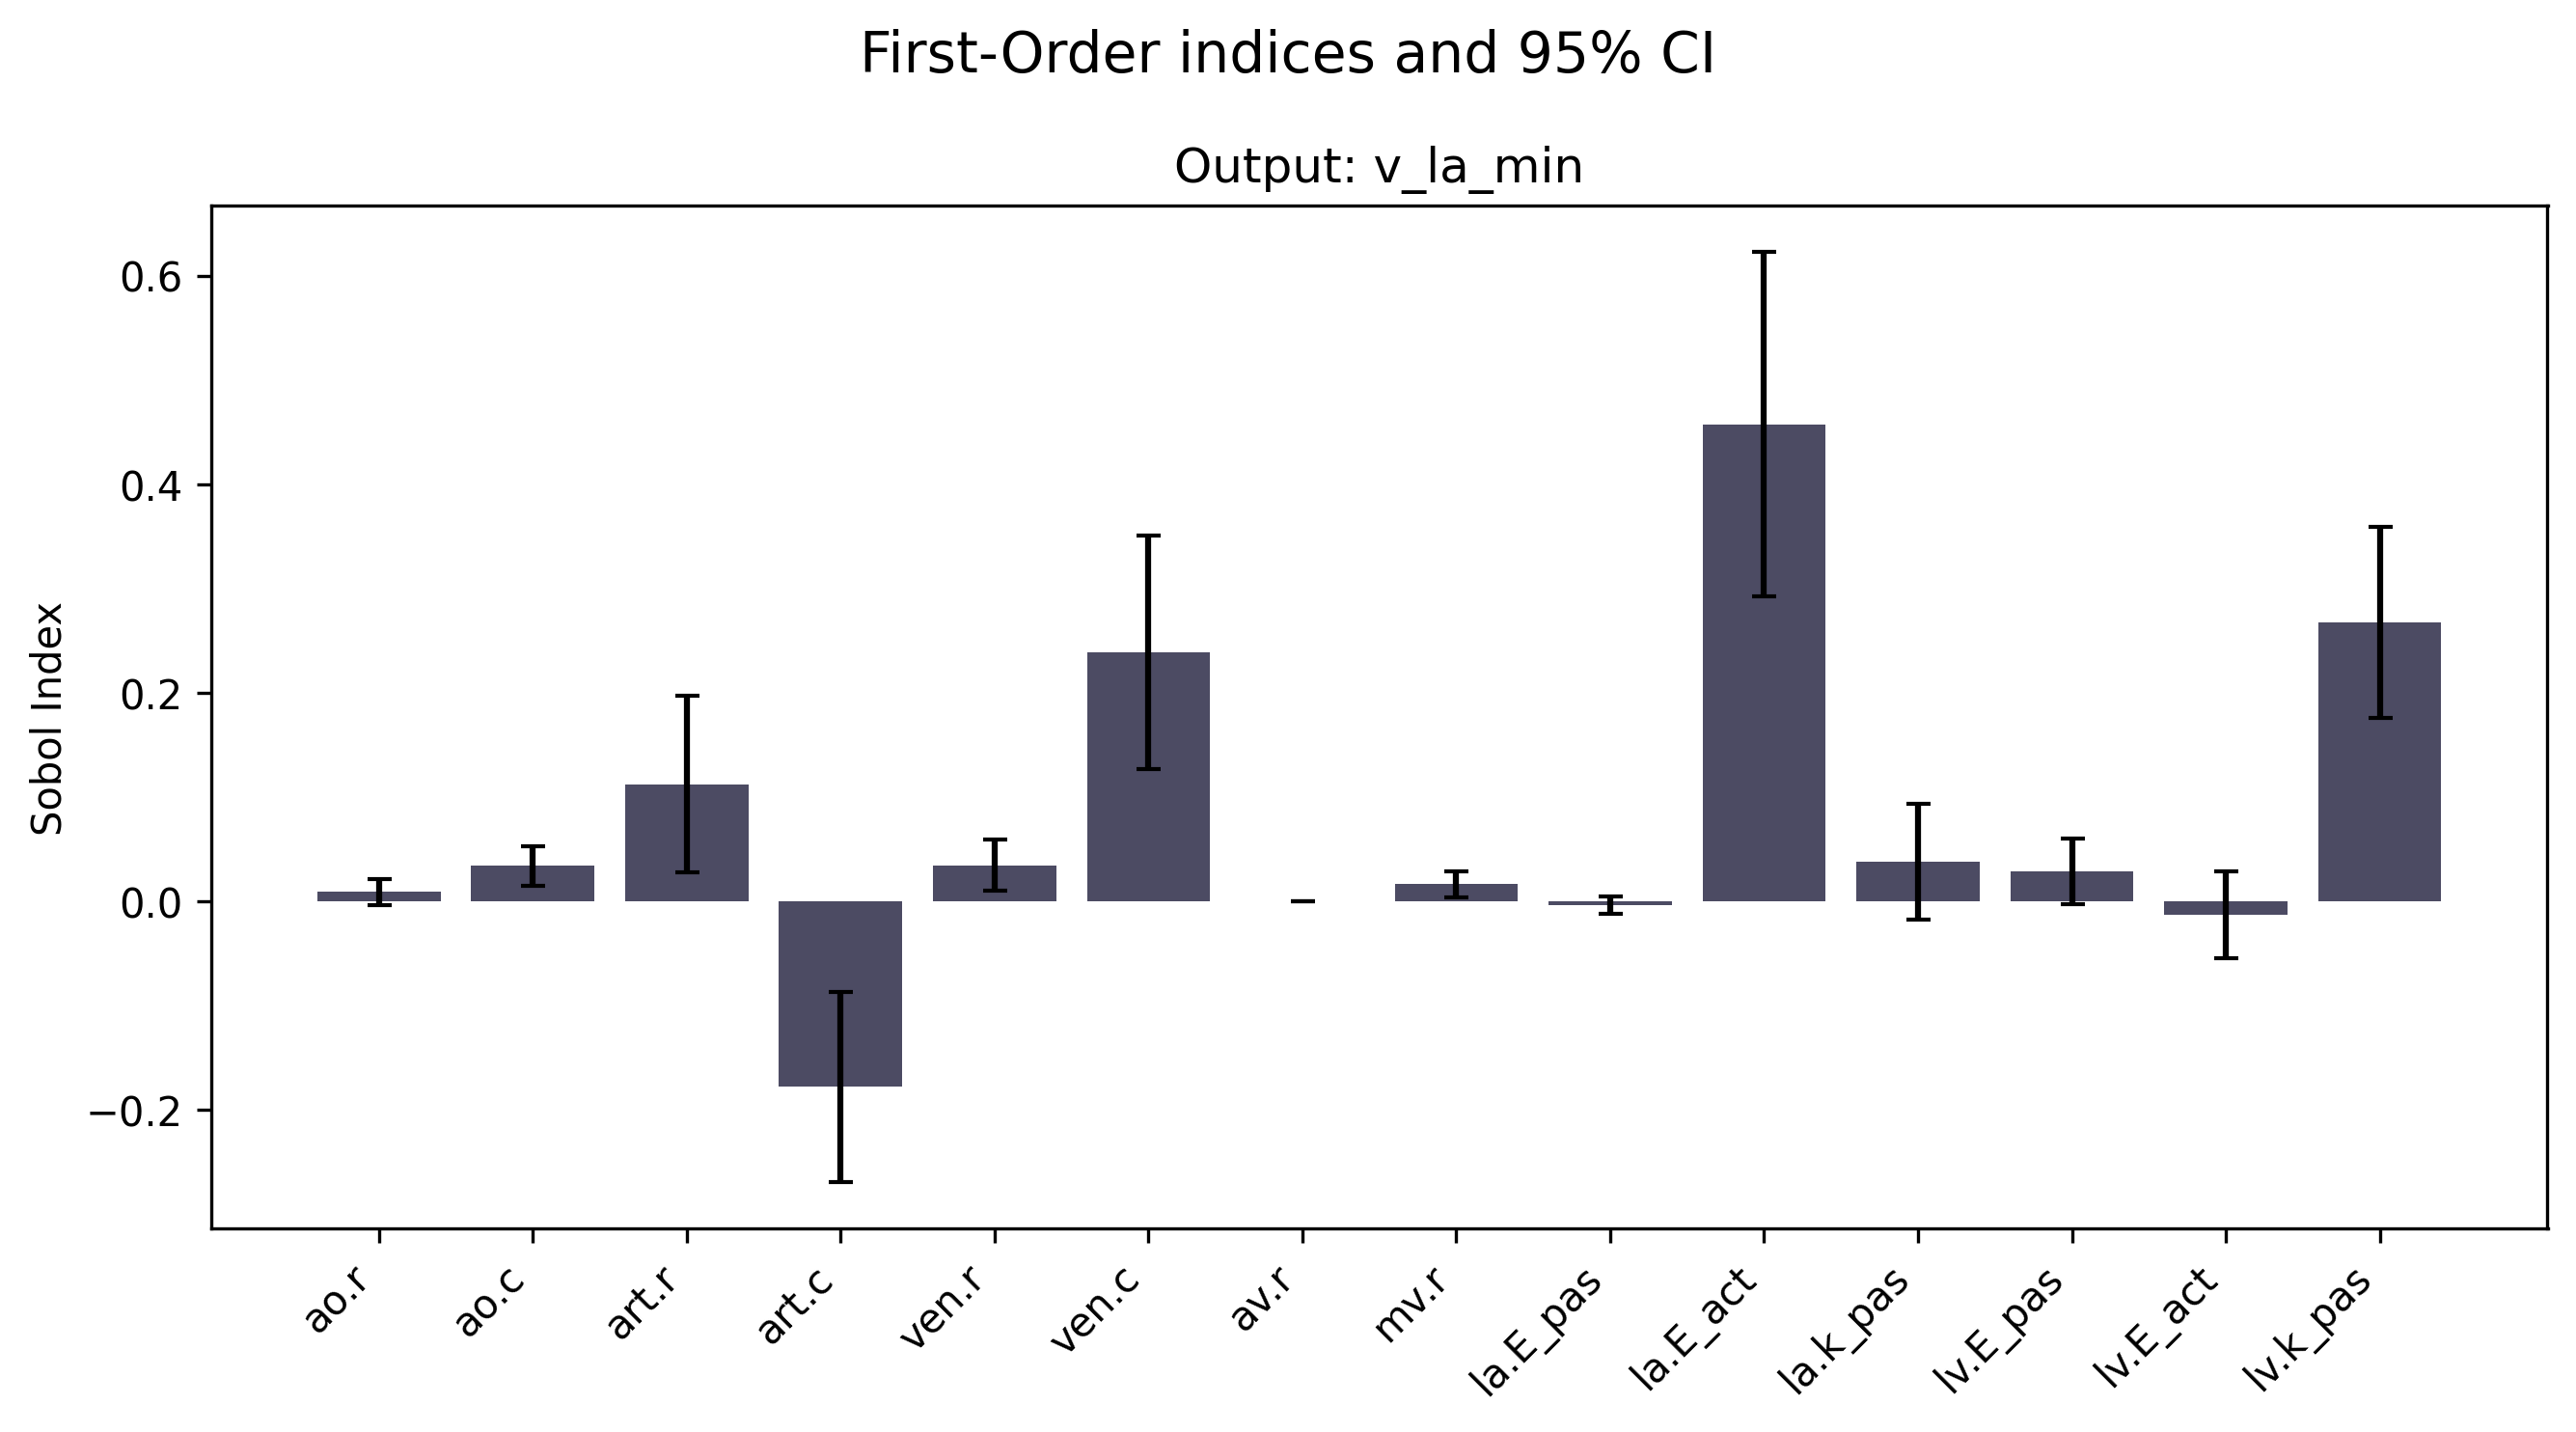 First-Order indices and 95% CI
Output: v_la_min
Sobol Index
0.6
0.4
0.2
0.0
−0.2
ao.r
ao.c
art.r
art.c
ven.r
ven.c
av.r
mv.r
la.E_pas
la.E_act
la.k_pas
lv.E_pas
lv.E_act
lv.k_pas